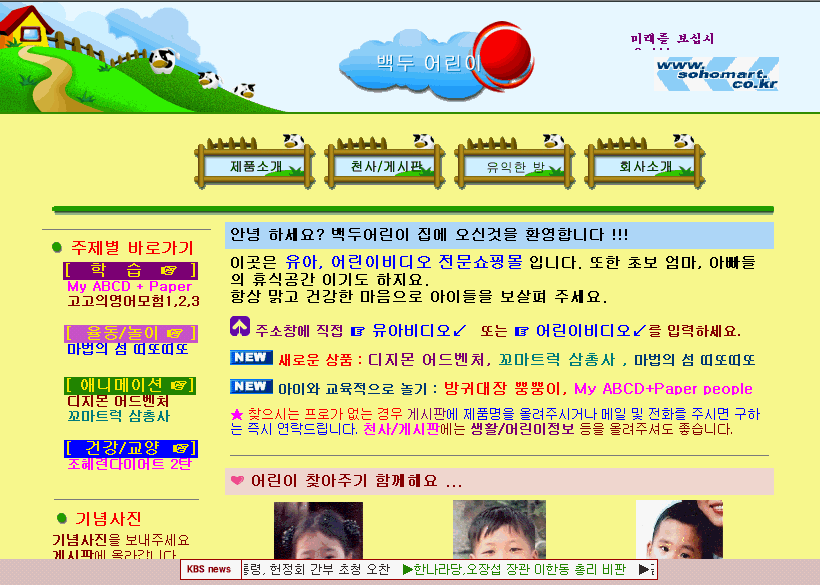 백두 어린이
미래를 보십시
www.
sohomart.
co.kr
제품소개
천사/게시판
유익한 방
회사소개
주제별 바로가기
[ 학 습 ☞ ]
My ABCD + Paper
고고의영어모험1,2,3
[ 율동/놀이 ☞ ]
마법의 섬 띠또띠또
[ 애니메이션 ☞]
디지몬 어드벤쳐
꼬마트럭 삼총사
[ 건강/교양 ☞]
조혜련다이어트 2탄
기념사진
기념사진을 보내주세요
게시판에 올라갑니다
안녕 하세요? 백두어린이 집에 오신것을 환영합니다 !!!
이곳은 유아, 어린이비디오 전문쇼핑몰 입니다. 또한 초보 엄마, 아빠들
의 휴식공간 이기도 하지요.
항상 맑고 건강한 마음으로 아이들을 보살펴 주세요.
주소창에 직접 ☞ 유아비디오↙ 또는 ☞ 어린이비디오↙를 입력하세요.
NEW 새로운 상품 : 디지몬 어드벤쳐, 꼬마트럭 삼총사 , 마법의 섬 띠또띠또
NEW 아이와 교육적으로 놀기 : 방귀대장 뿡뿡이, My ABCD+Paper people
★ 찾으시는 프로가 없는 경우 게시판에 제품명을 올려주시거나 메일 및 전화를 주시면 구하
는 즉시 연락드립니다. 천사/게시판에는 생활/어린이정보 등을 올려주셔도 좋습니다.
어린이 찾아주기 함께해요 ...
KBS news
통령, 헌정회 간부 초청 오찬 ▶한나라당,오장섭 장관 이한동 총리 비판 ▶